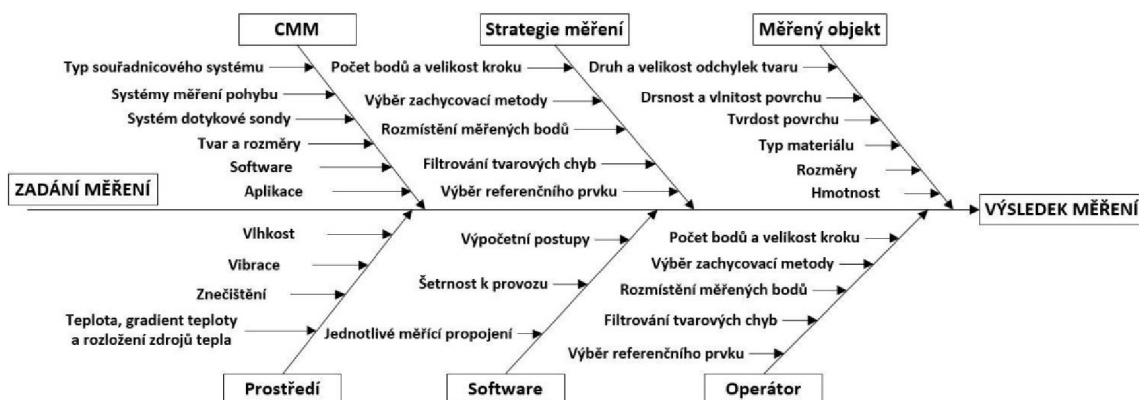 CMM
Strategie měření
Měřený objekt
Typ souřadnicového systému
Systémy měření pohybu
Systém dotykové sondy
Tvar a rozměry
Software
Aplikace
Počet bodů a velikost kroku
Výběr zachycovací metody
Rozmístění měřených bodů
Filtrování tvarových chyb
Výběr referenčního prvku
Druh a velikost odchylek tvaru
Drsnost a vlnitost povrchu
Tvrdost povrchu
Typ materiálu
Rozměry
Hmotnost
ZADÁNÍ MĚŘENÍ
VÝSLEDEK MĚŘENÍ
Vlhkost
Vibrace
Znečištění
Teplota, gradient teploty
a rozložení zdrojů tepla
Výpočetní postupy
Šetrnost k provozu
Jednotlivé měřící propojení
Počet bodů a velikost kroku
Výběr zachycovací metody
Rozmístění měřených bodů
Filtrování tvarových chyb
Výběr referenčního prvku
Prostředí
Software
Operátor